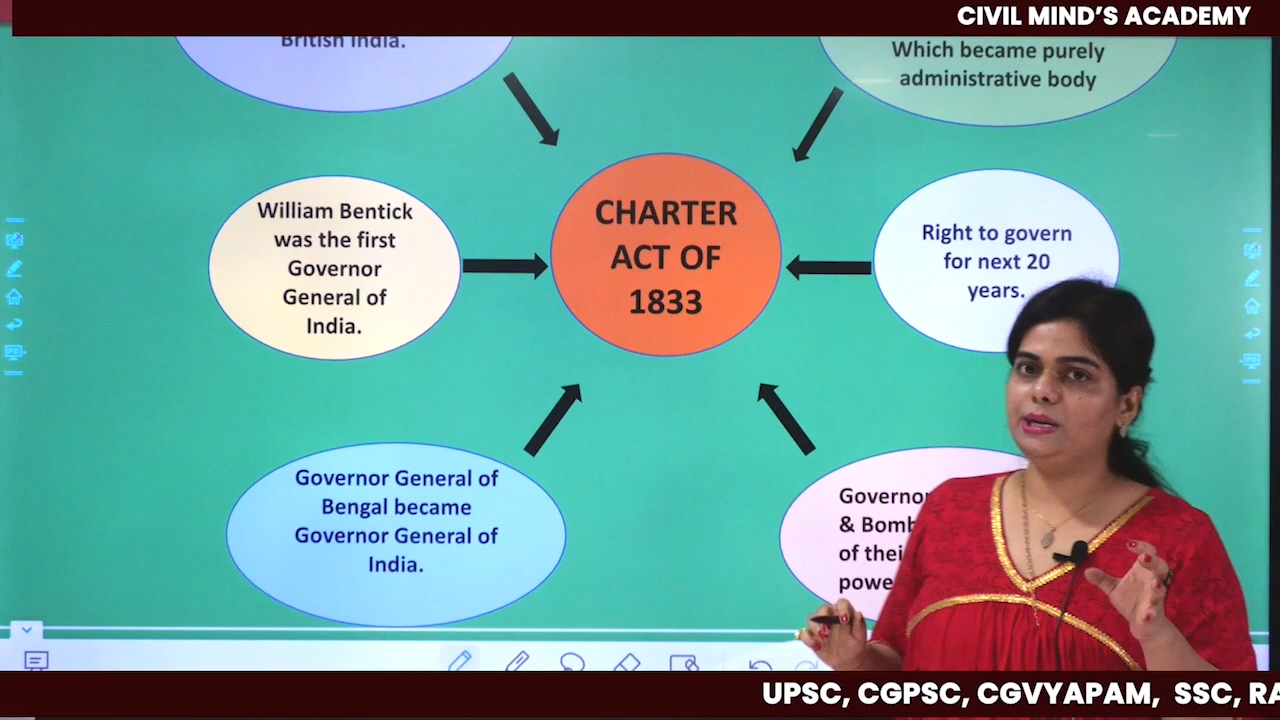 CIVIL MIND'S ACADEMY
British India.
Which became purely
administrative body
William Bentick
was the first
Governor
General of
India.
CHARTER
ACT OF
1833
Right to govern
for next 20
years.
Governor General of
Bengal became
Governor General of
India.
& Bomb
of thei
powe
UPSC, CGPSC, CGVYAPAM, SSC, RA